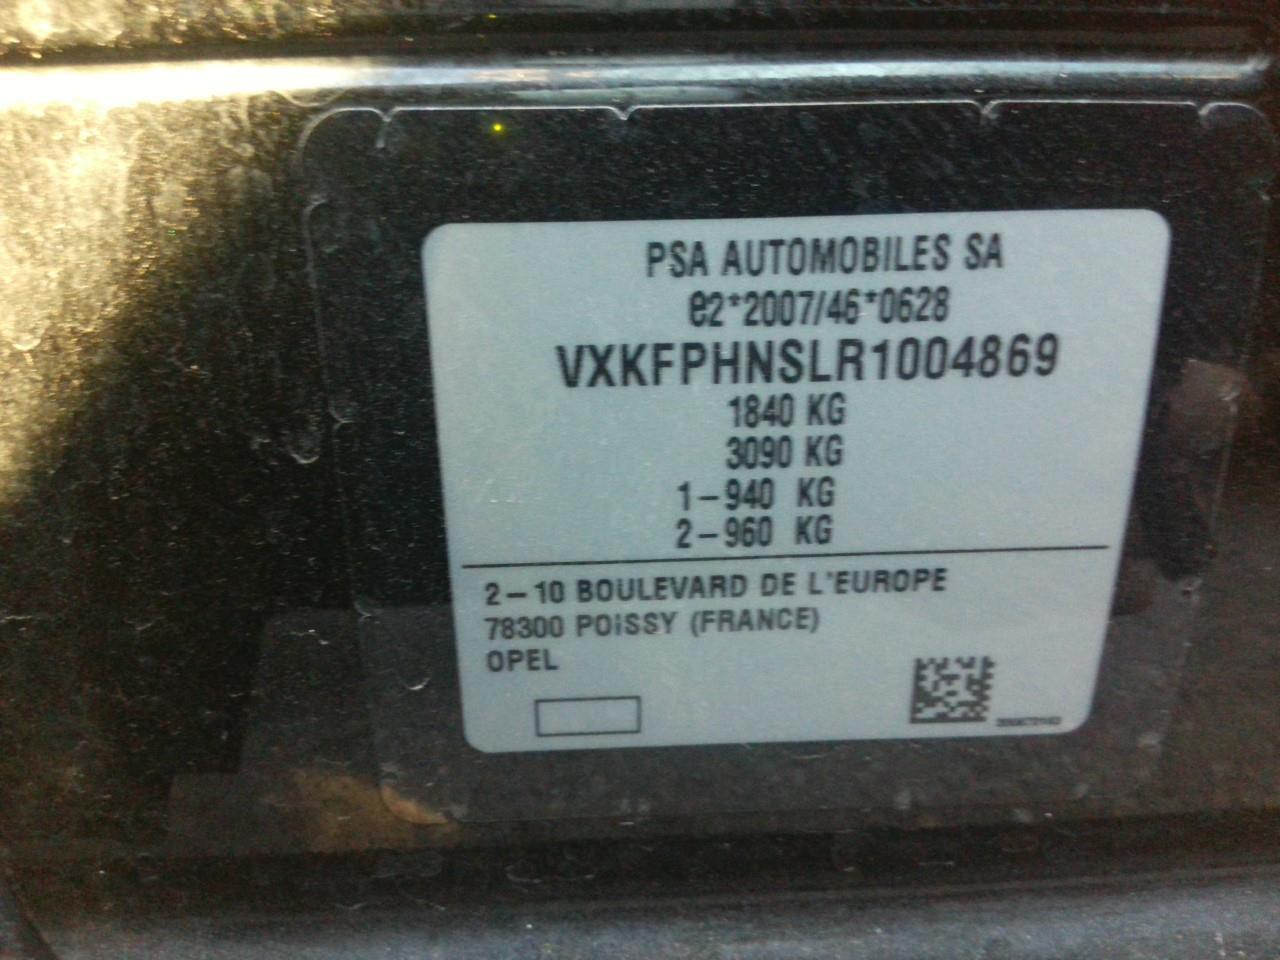 PSA AUTOMOBILES SA
e2*2007/46*0628
VXKFPHNSLR1004869
1840 KG
3090 KG
1-940 KG
2-960 KG
2-10 BOULEVARD DE L'EUROPE
78300 POiSSY (FRANCE)
OPEL